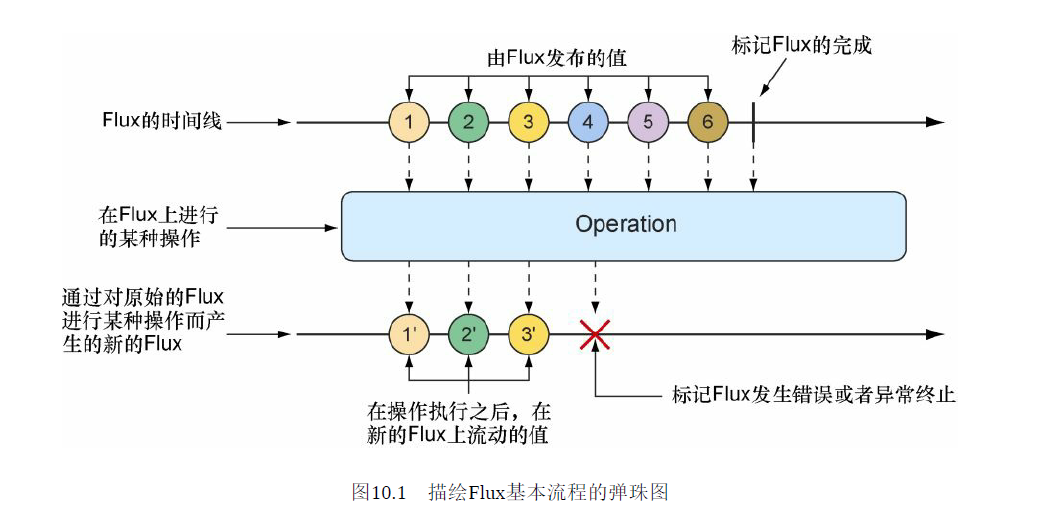 标记Flux的完成
由Flux发布的值
Flux的时间线
1 2 3 4 5 6
在Flux上进行
的某种操作
Operation
通过对原始的Flux
进行某种操作而产
生的新的Flux
1' 2' 3'
标记Flux发生错误或者异常终止
在操作执行之后，在
新的Flux上流动的值
图10.1 描绘Flux基本流程的弹珠图